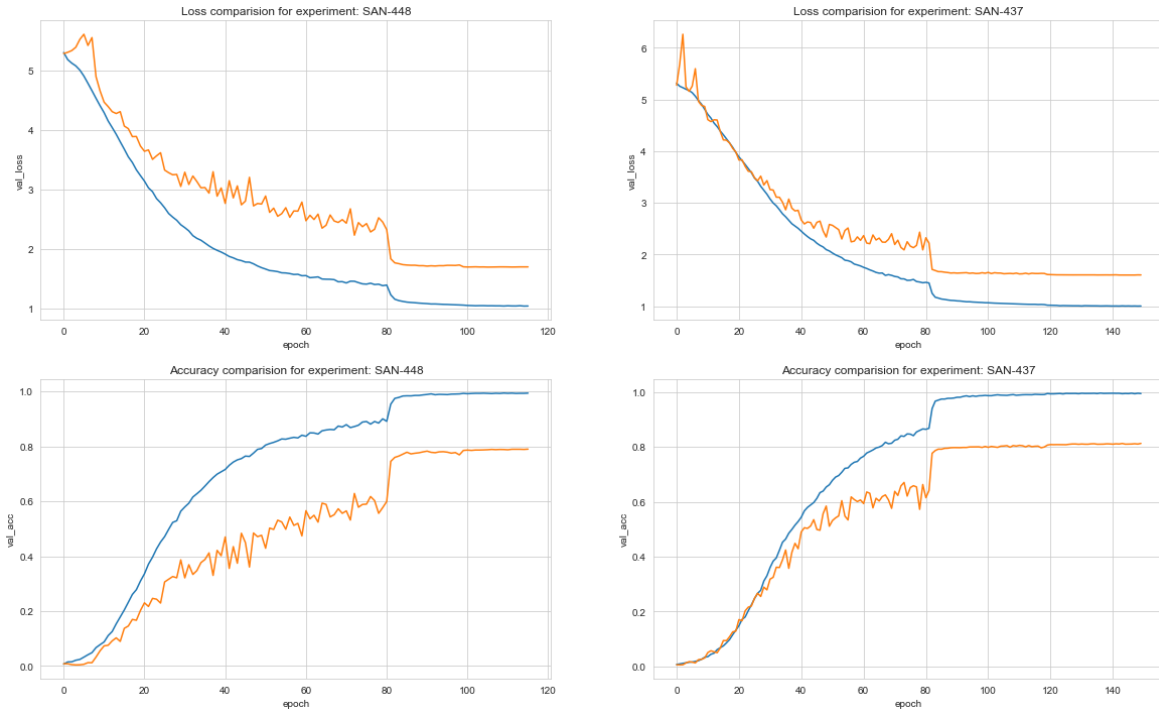 Loss comparision for experiment: SAN-448
val_loss
5
4
3
2
1
0 20 40 60 80 100 120
epoch
Loss comparision for experiment: SAN-437
val_loss
6
5
4
3
2
1
0 20 40 60 80 100 120 140
epoch
Accuracy comparision for experiment: SAN-448
val_acc
1.0
0.8
0.6
0.4
0.2
0.0
0 20 40 60 80 100 120
epoch
Accuracy comparision for experiment: SAN-437
val_acc
1.0
0.8
0.6
0.4
0.2
0.0
0 20 40 60 80 100 120 140
epoch